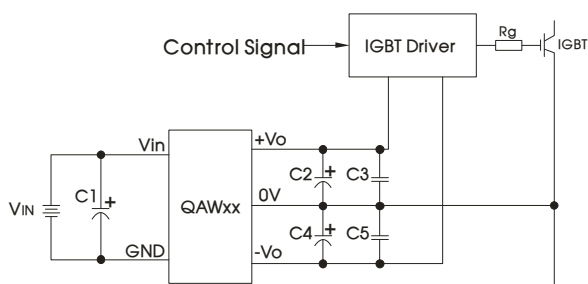 Control Signal
IGBT Driver
Rg
IGBT
Vin
+Vo
C2 +
C3
C1 +
VIN
QAWxx
0V
C4 +
C5
GND
-Vo